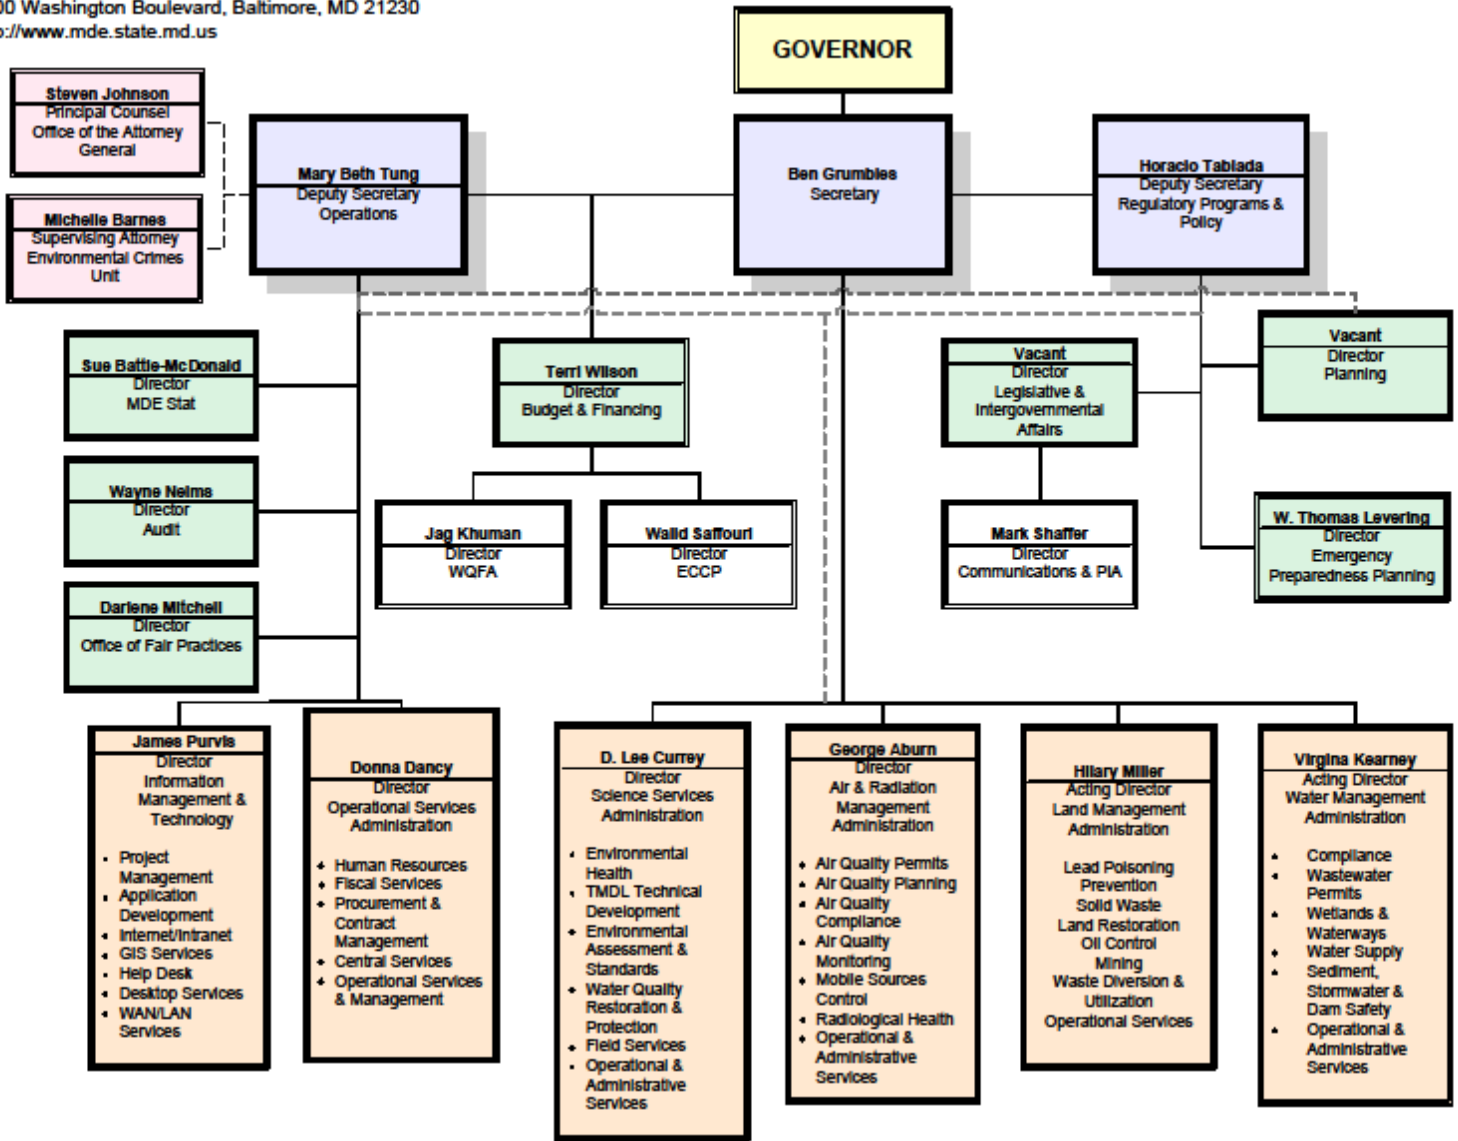 00 Washington Boulevard, Baltimore, MD 21230
p://www.mde.state.md.us
GOVERNOR
Steven Johnson
Principal Counsel
Office of the Attorney
General
Michelle Barnes
Supervising Attorney
Environmental Crimes
Unit
Mary Beth Tung
Deputy Secretary
Operations
Ben Grumbles
Secretary
Horacio Tablada
Deputy Secretary
Regulatory Programs &
Policy
Sue Battle-McDonald
Director
MDE Stat
Wayne Nelms
Director
Audit
Darlene Mitchell
Director
Office of Fair Practices
Terri Wilson
Director
Budget & Financing
Jag Khuman
Director
WQFA
Walid Saffouri
Director
ECCP
Vacant
Director
Legislative &
Intergovernmental
Affairs
Mark Shaffer
Director
Communications & PIA
Vacant
Director
Planning
W. Thomas Levering
Director
Emergency
Preparedness Planning
James Purvis
Director
Information
Management &
Technology
• Project
Management
• Application
Development
• Internet/Intranet
• GIS Services
• Help Desk
• Desktop Services
• WAN/LAN
Services
Donna Dancy
Director
Operational Services
Administration
• Human Resources
• Fiscal Services
• Procurement &
Contract
Management
• Central Services
• Operational Services
& Management
D. Lee Currey
Director
Science Services
Administration
• Environmental
Health
• TMDL Technical
Development
• Environmental
Assessment &
Standards
• Water Quality
Restoration &
Protection
• Field Services
• Operational &
Administrative
Services
George Aburn
Director
Air & Radiation
Management
Administration
• Air Quality Permits
• Air Quality Planning
• Air Quality
Compliance
• Air Quality
Monitoring
• Mobile Sources
Control
• Radiological Health
• Operational &
Administrative
Services
Hilary Miller
Acting Director
Land Management
Administration
Lead Poisoning
Prevention
Solid Waste
Land Restoration
Oil Control
Mining
Waste Diversion &
Utilization
Operational Services
Virgina Kearney
Acting Director
Water Management
Administration
• Compliance
• Wastewater
Permits
• Wetlands &
Waterways
• Water Supply
• Sediment,
Stormwater &
Dam Safety
• Operational &
Administrative
Services